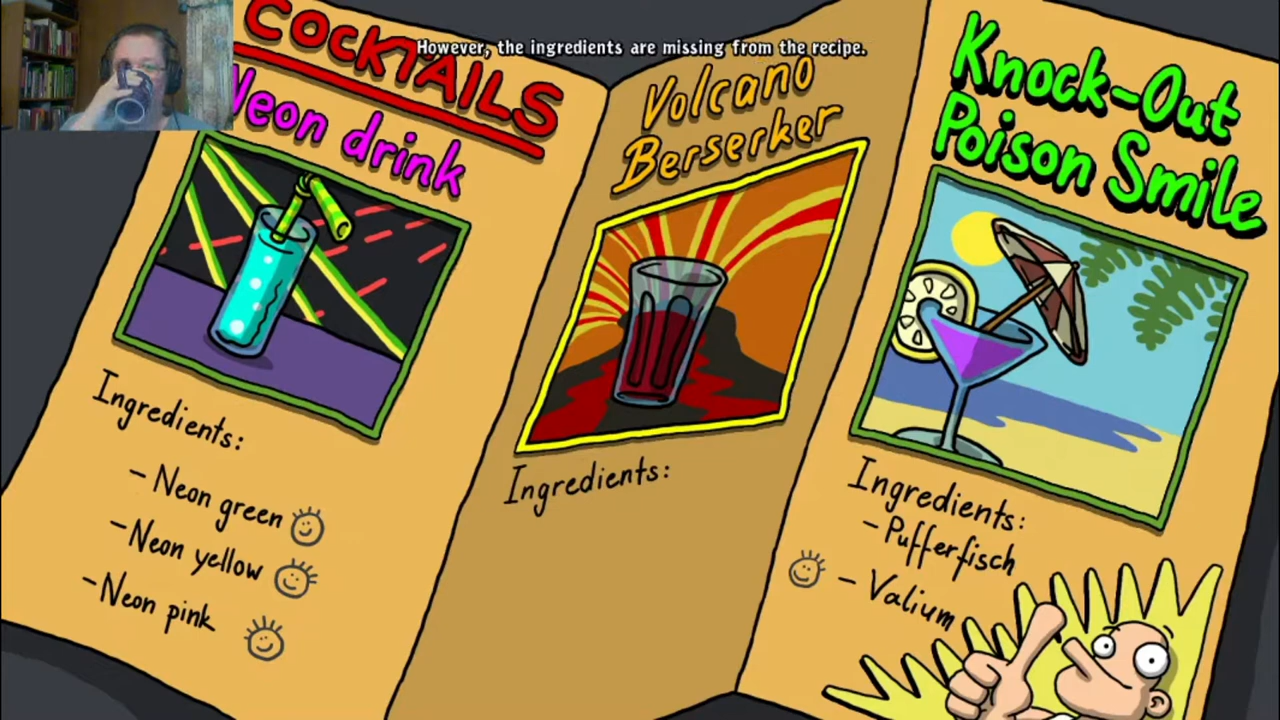 COCKTAILS
However, the ingredients are missing from the recipe.
Neon drink
Ingredients:
- Neon green
- Neon yellow
- Neon pink
Volcano
Berserker
Ingredients:
Knock-Out
Poison Smile
Ingredients:
- Pufferfisch
- Valium